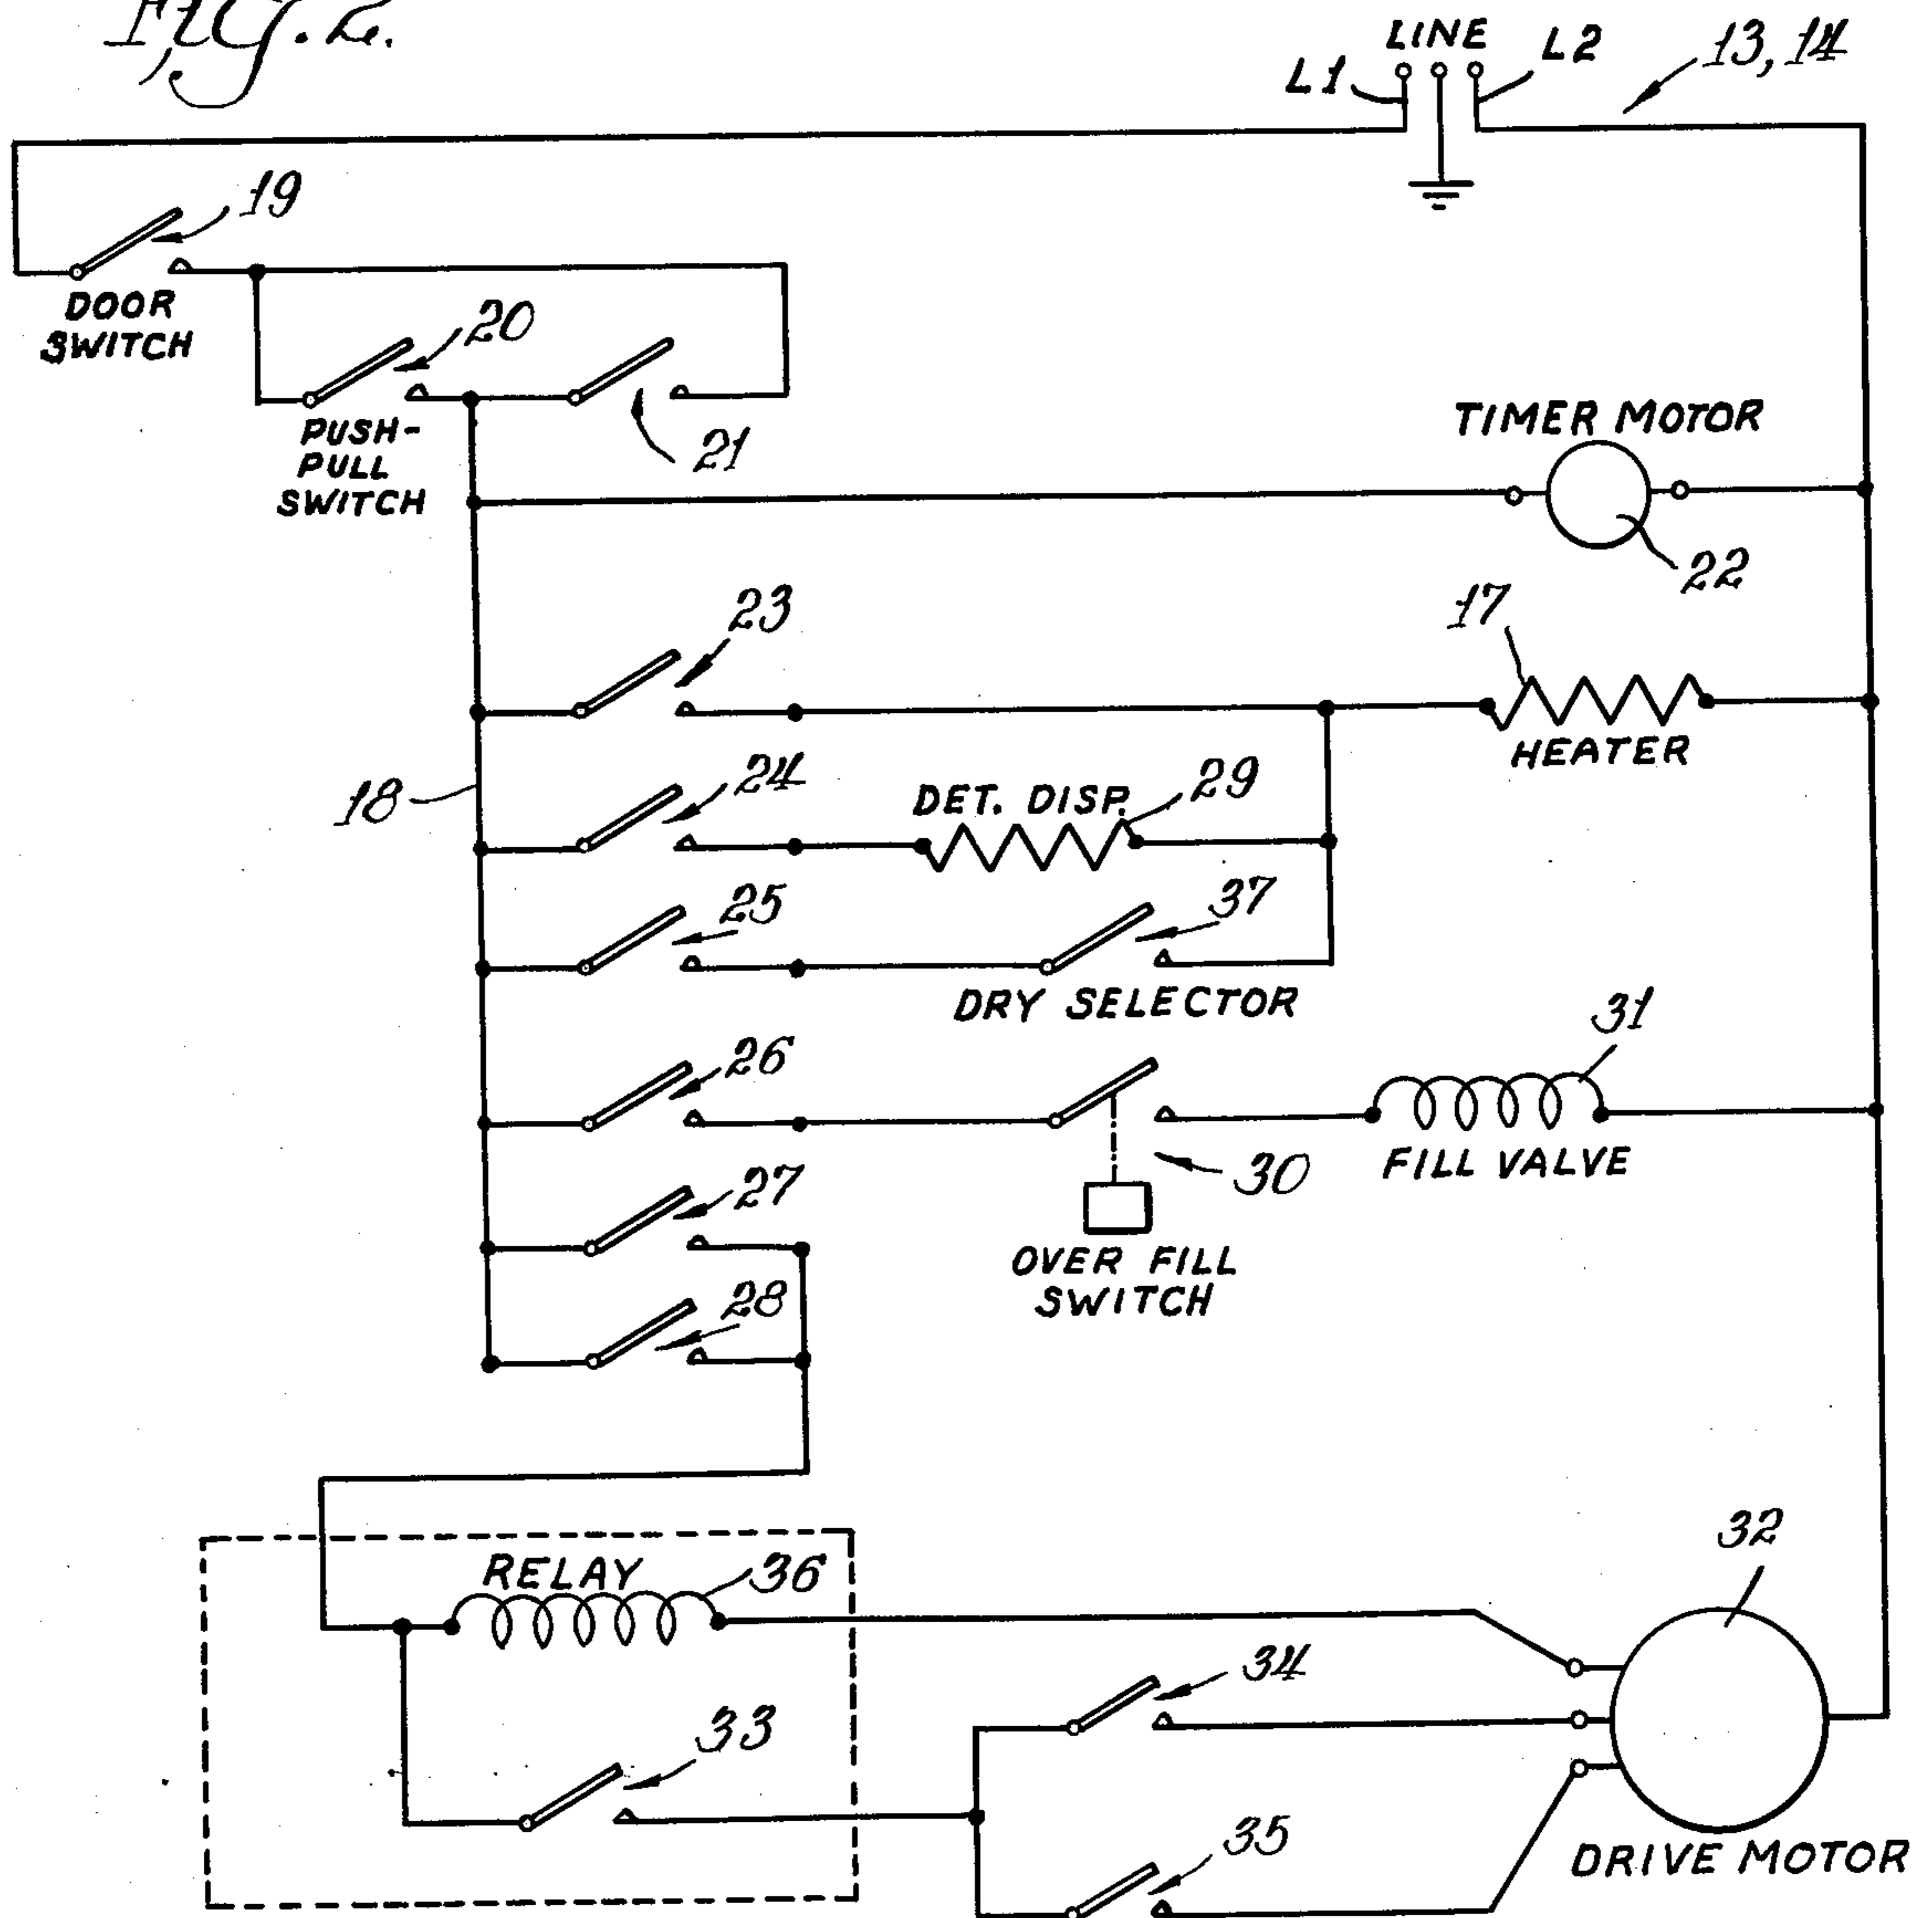 Fig. 2.
LINE
L1
L2
13, 14
19
DOOR
SWITCH
20
PUSH-
PULL
SWITCH
21
TIMER MOTOR
22
23
17
HEATER
18
24
DET. DISP.
29
25
37
DRY SELECTOR
26
31
30
FILL VALVE
27
OVER FILL
SWITCH
28
32
RELAY
36
34
33
35
DRIVE MOTOR